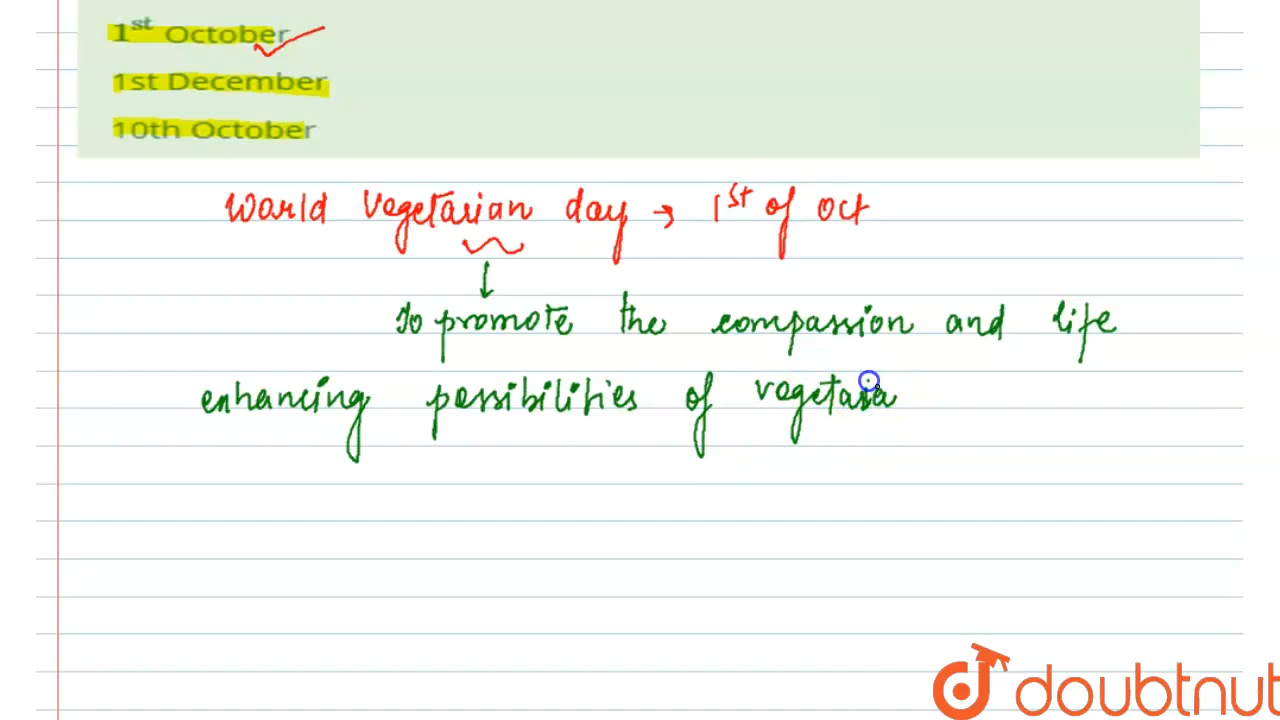 1st October
1st December
10th October
World Vegetarian day → 1st of oct
To promote the compassion and life
enhancing possibilities of vegetaria
doubtnut